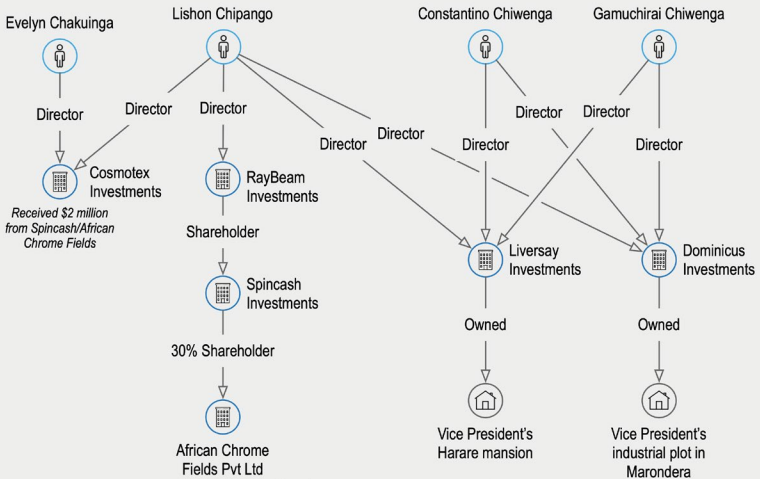 Evelyn Chakuinga
Lishon Chipango
Constantino Chiwenga
Gamuchirai Chiwenga
Director
Director
Director
Director
Director
Director
Director
Director
Director
Cosmotex
Investments
Received $2 million
from Spincash/African
Chrome Fields
RayBeam
Investments
Shareholder
Spincash
Investments
30% Shareholder
African Chrome
Fields Pvt Ltd
Liversay
Investments
Owned
Vice President's
Harare mansion
Dominicus
Investments
Owned
Vice President's
industrial plot in
Marondera